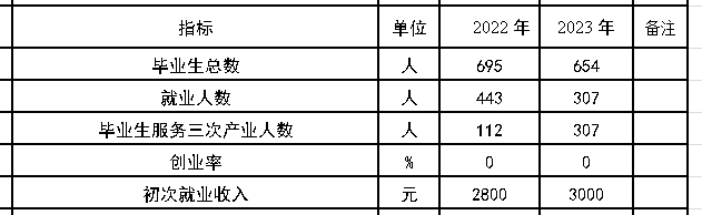 指标 单位 2022 年 2023 年 备注
毕业生总数 人 695 654
就业人数 人 443 307
毕业生服务三次产业人数 人 112 307
创业率 % 0 0
初次就业收入 元 2800 3000